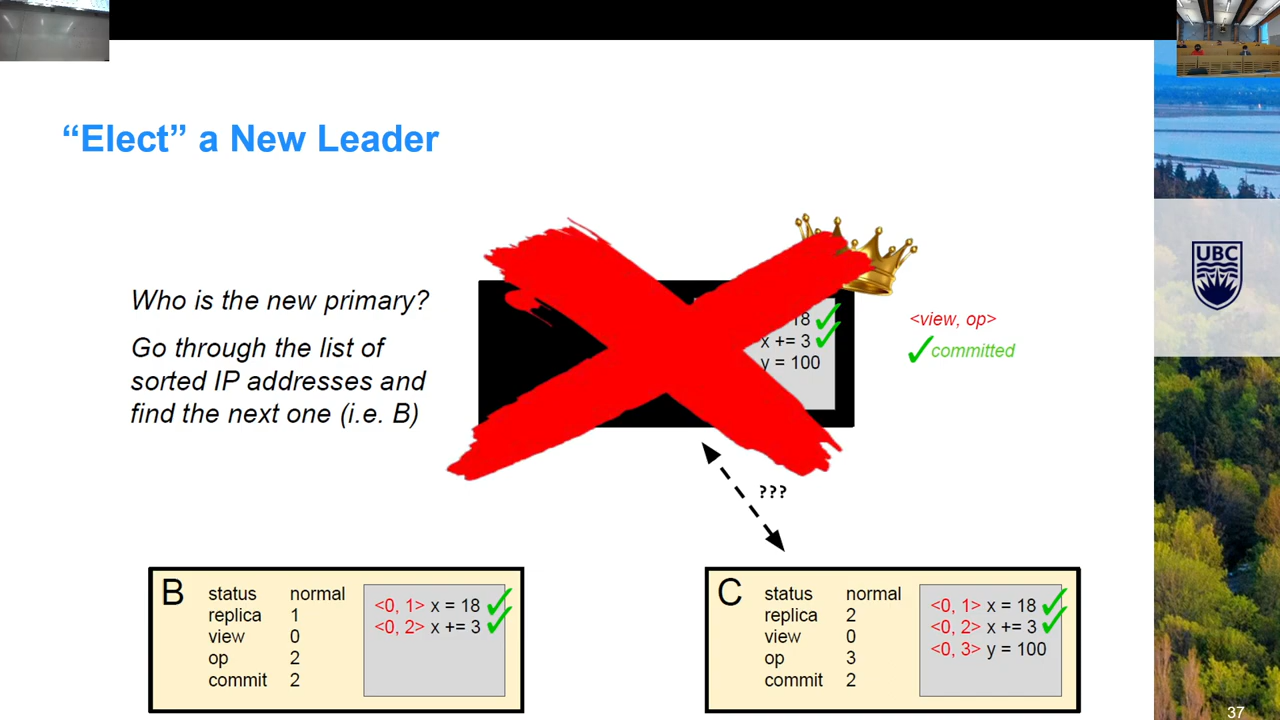 “Elect” a New Leader
Who is the new primary?
Go through the list of
sorted IP addresses and
find the next one (i.e. B)
18
x += 3
y = 100
<view, op>
committed
???
B
status normal
replica 1
view 0
op 2
commit 2
<0, 1> x = 18
<0, 2> x += 3
C
status normal
replica 2
view 0
op 3
commit 2
<0, 1> x = 18
<0, 2> x += 3
<0, 3> y = 100
UBC
37